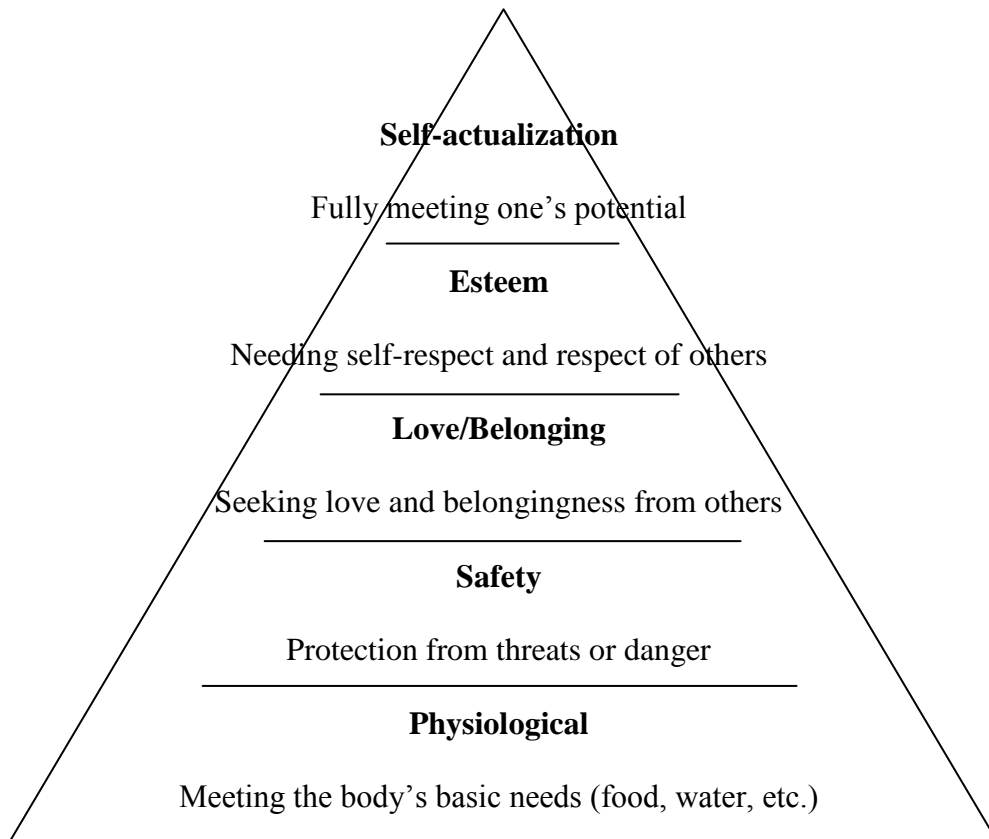 Self-actualization
Fully meeting one’s potential
Esteem
Needing self-respect and respect of others
Love/Belonging
Seeking love and belongingness from others
Safety
Protection from threats or danger
Physiological
Meeting the body’s basic needs (food, water, etc.)